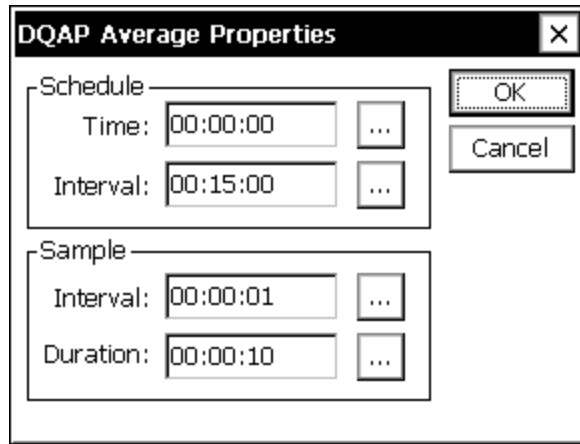 DQAP Average Properties
Schedule
Time: 00:00:00 ...
Interval: 00:15:00 ...
OK
Cancel
Sample
Interval: 00:00:01 ...
Duration: 00:00:10 ...